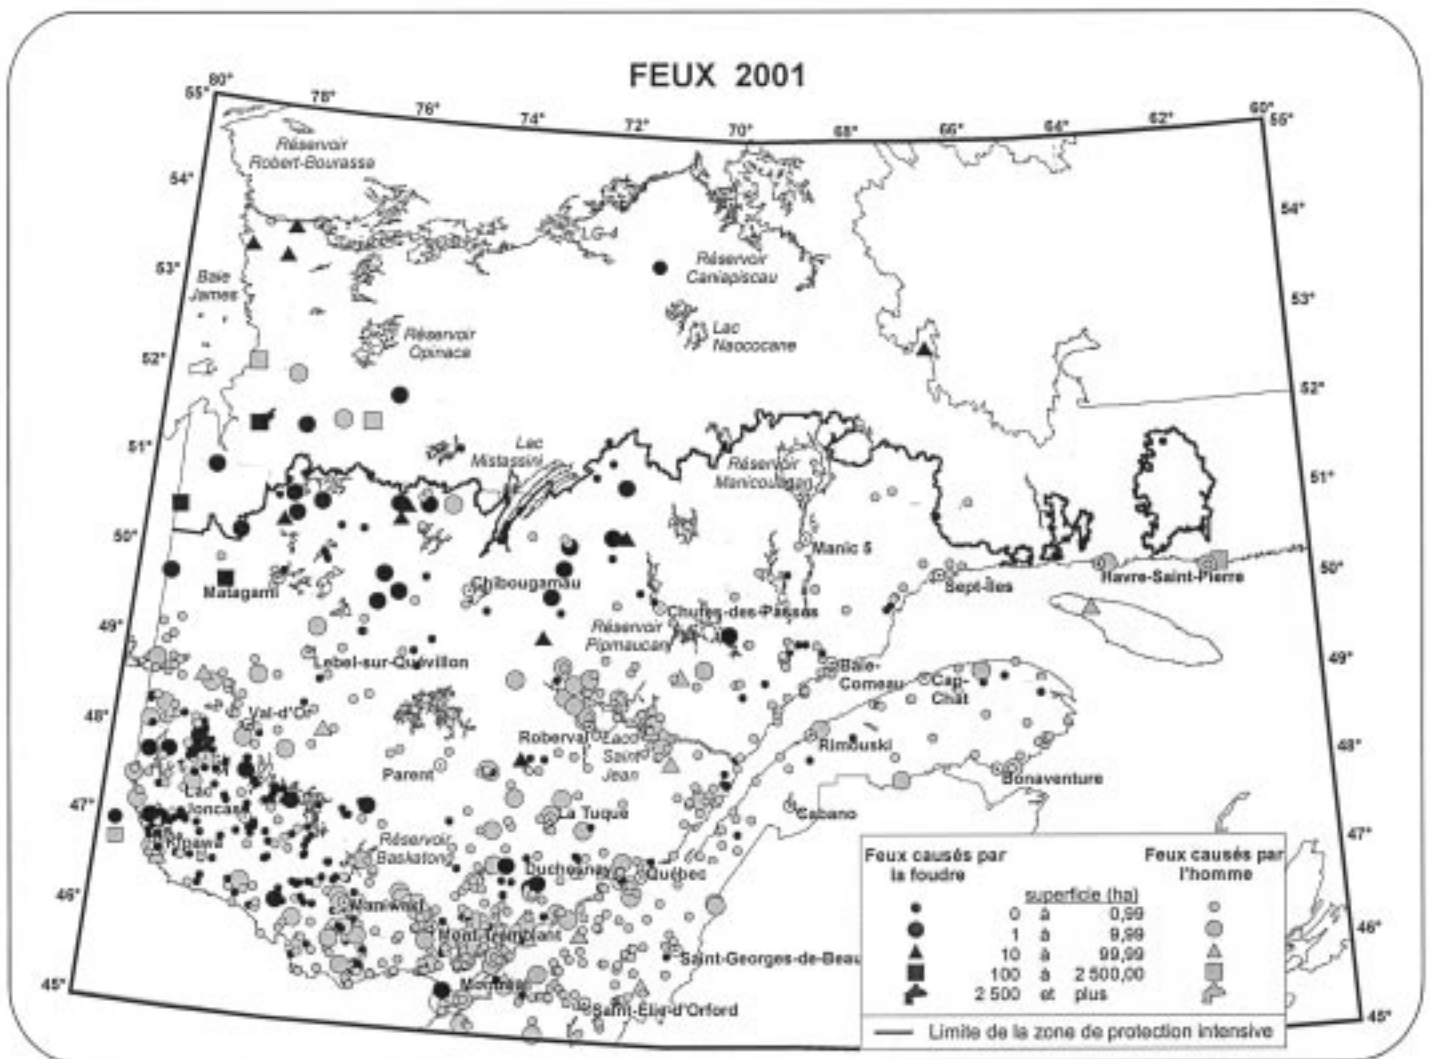 FEUX 2001
80°
55°
78°
76°
74°
72°
70°
68°
66°
64°
62°
60°
55°
Réservoir
Robert-Bourassa
54°
54°
LG-4
Réservoir
Caniapiscau
53°
Baie
James
53°
Réservoir
Opinaca
Lac
Naococane
52°
52°
51°
Lac
Mistassini
Réservoir
Manicouagan
51°
50°
Manic 5
50°
Matagami
Chibougamau
Sept-Îles
Havre-Saint-Pierre
49°
Chutes-des-Passes
Réservoir
Pipmaucan
Lebel-sur-Quévillon
Baie-
Comeau
Cap-
Chat
49°
48°
Val-d'Or
Roberval
Lac
Saint
Jean
Rimouski
48°
Parent
Bonaventure
47°
Lac
Joncas
La Tuque
Cabano
47°
Kipawa
Réservoir
Baskatong
Duchesnay
Québec
46°
Maniwaki
Mont-Tremblant
46°
Saint-Georges-de-Beau
45°
Montréal
Saint-Elie-d'Orford
45°
Feux causés par
la foudre
Feux causés par
l'homme
superficie (ha)
0 à 0,99
1 à 9,99
10 à 99,99
100 à 2 500,00
2 500 et plus
Limite de la zone de protection intensive